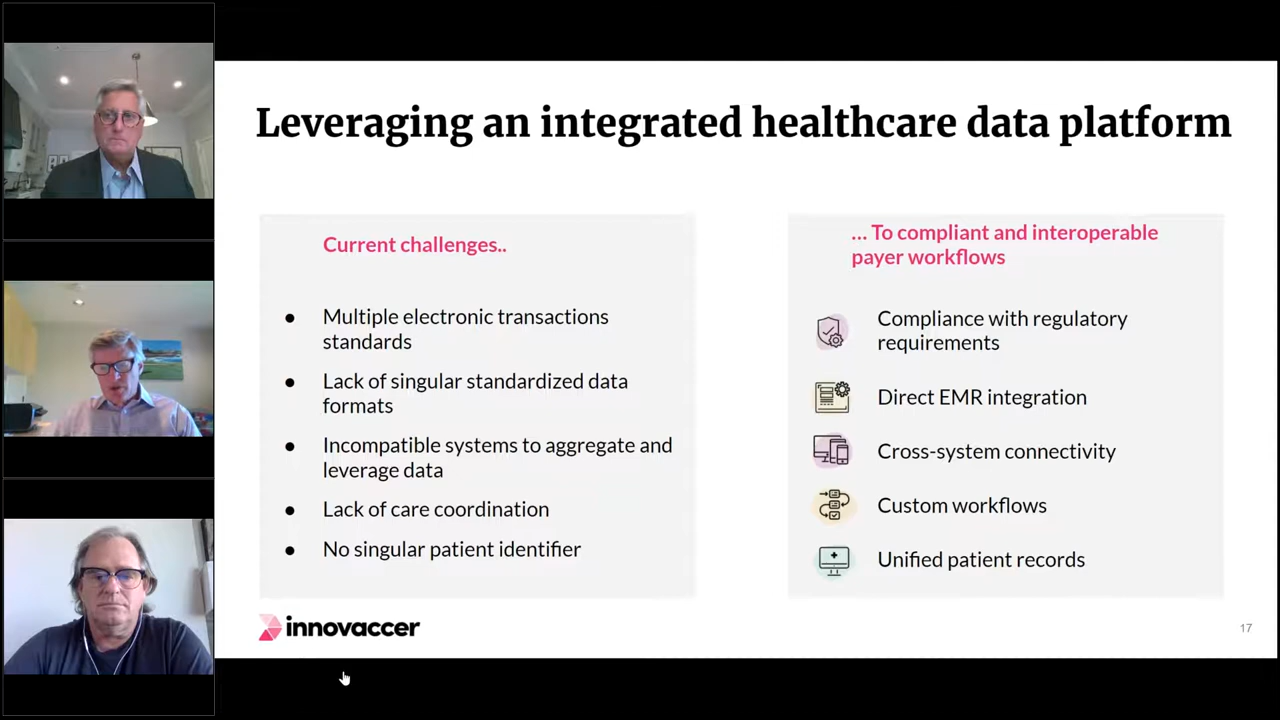 Leveraging an integrated healthcare data platform
Current challenges..
● Multiple electronic transactions
standards
● Lack of singular standardized data
formats
● Incompatible systems to aggregate and
leverage data
● Lack of care coordination
● No singular patient identifier
... To compliant and interoperable
payer workflows
Compliance with regulatory
requirements
Direct EMR integration
Cross-system connectivity
Custom workflows
Unified patient records
innovaccer
17